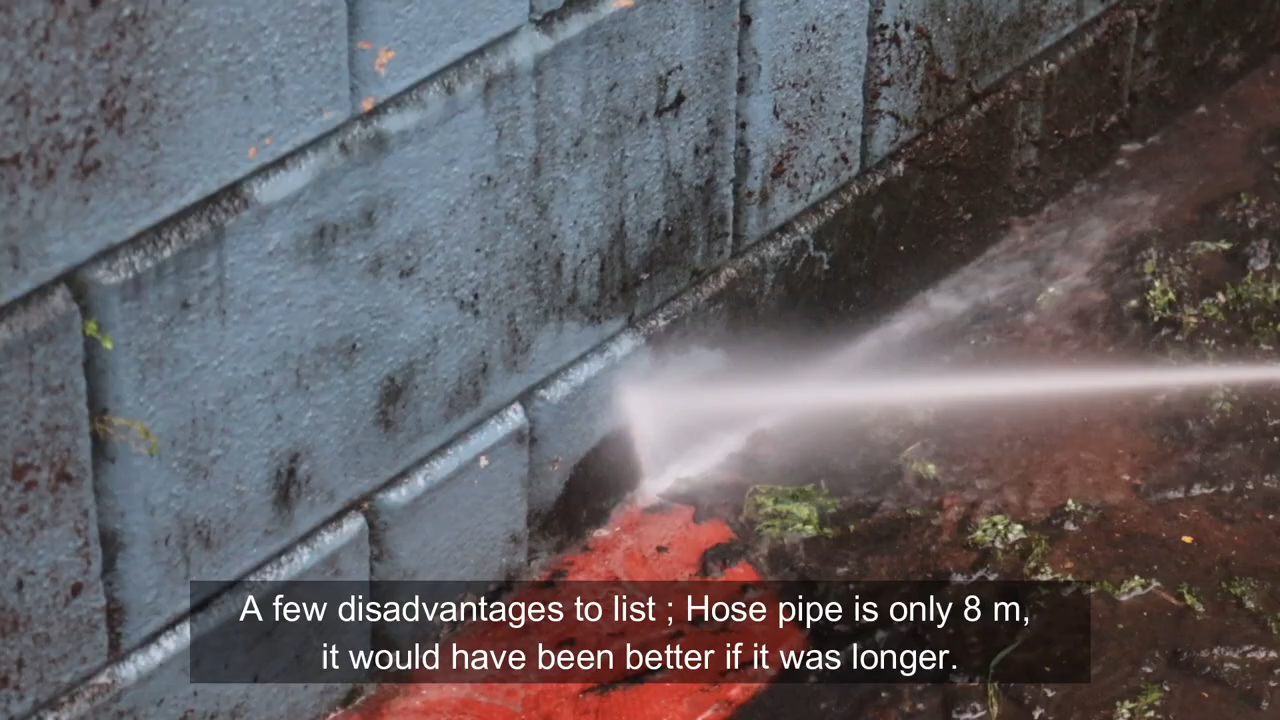 A few disadvantages to list ; Hose pipe is only 8 m,
it would have been better if it was longer.